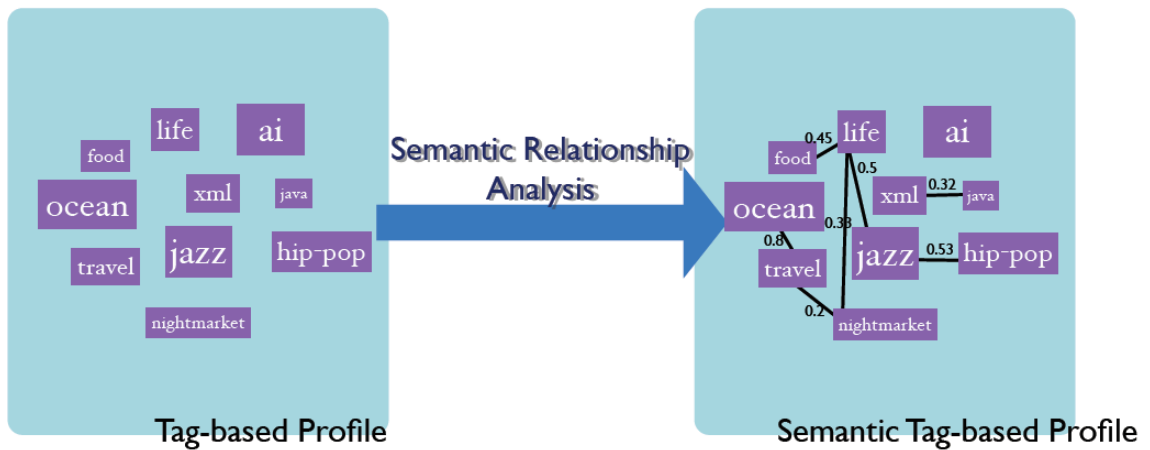 life
ai
food
xml
java
ocean
jazz
hip-pop
travel
nightmarket
Tag-based Profile
Semantic Relationship
Analysis
life
ai
0.45
food
0.5
xml
0.32
java
ocean
0.33
0.8
jazz
0.53
hip-pop
travel
0.2
nightmarket
Semantic Tag-based Profile